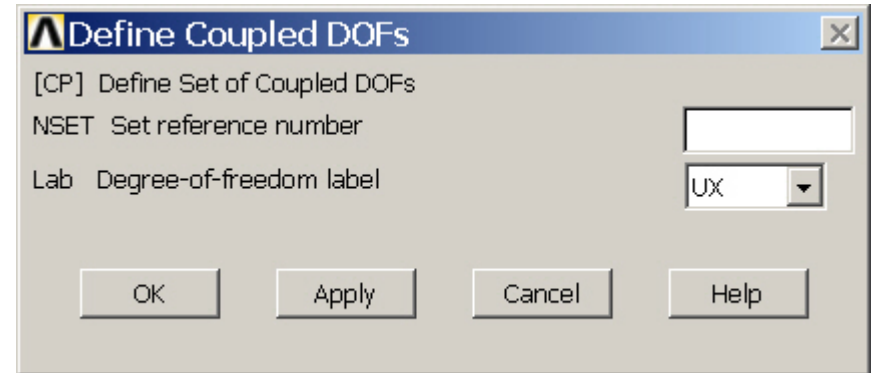 Define Coupled DOFs
[CP] Define Set of Coupled DOFs
NSET Set reference number
Lab Degree-of-freedom label
UX
OK Apply Cancel Help